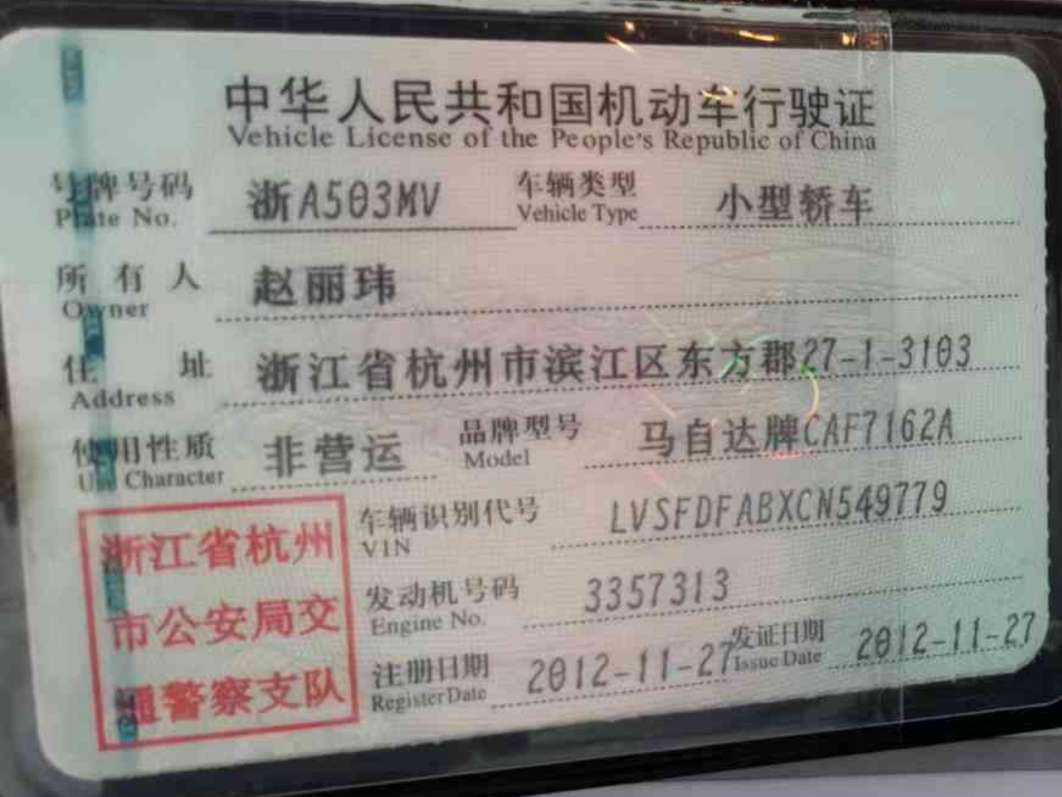 中华人民共和国机动车行驶证
Vehicle License of the People's Republic of China
号牌号码 浙A503MV 车辆类型 小型轿车
Plate No. Vehicle Type
所有人 赵丽玮
Owner
住址 浙江省杭州市滨江区东方郡27-1-3103
Address
使用性质 非营运 品牌型号 马自达牌CAF7162A
Use Character Model
车辆识别代号 LVSFDFABXCN549779
VIN
发动机号码 3357313
Engine No.
注册日期 2012-11-27 发证日期 2012-11-27
Register Date Issue Date
浙江省杭州
市公安局交
通警察支队